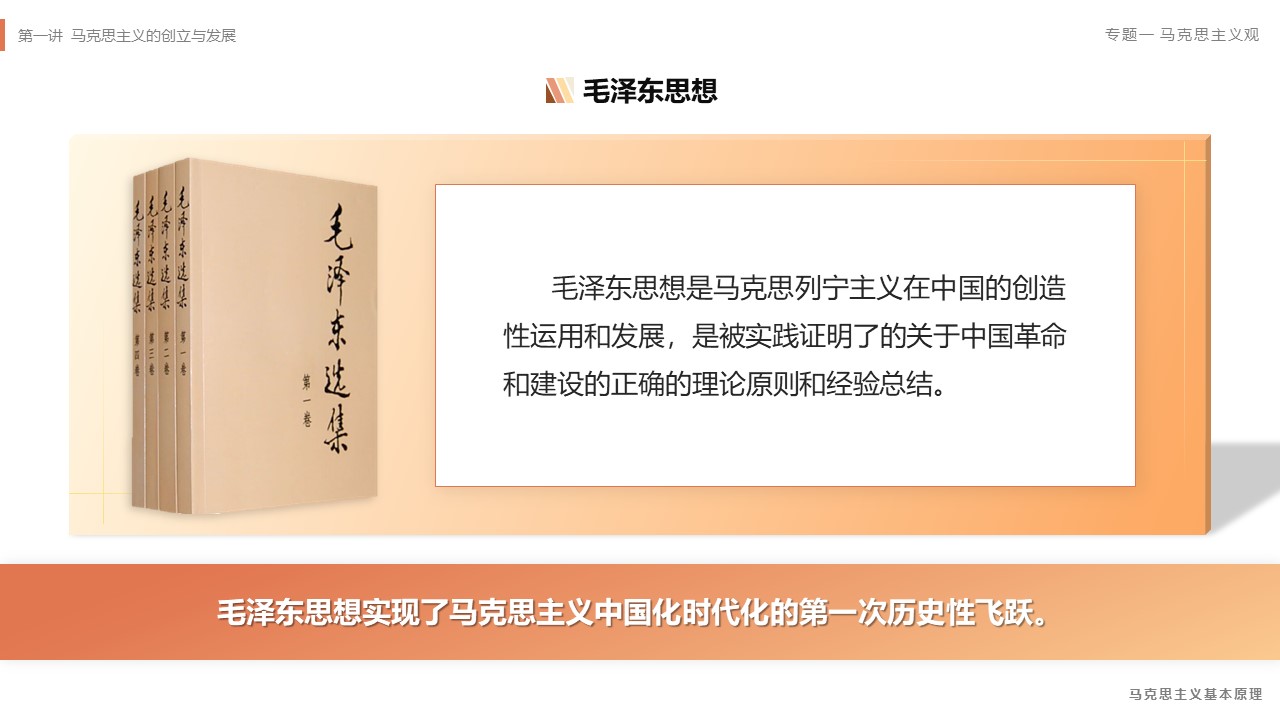 第一讲 马克思主义的创立与发展
专题一 马克思主义观
毛泽东思想
毛泽东选集 第四卷
毛泽东选集 第三卷
毛泽东选集 第二卷
毛泽东选集 第一卷
毛泽东选集
第一卷
毛泽东思想是马克思列宁主义在中国的创造
性运用和发展，是被实践证明了的关于中国革命
和建设的正确的理论原则和经验总结。
毛泽东思想实现了马克思主义中国化时代化的第一次历史性飞跃。
马克思主义基本原理